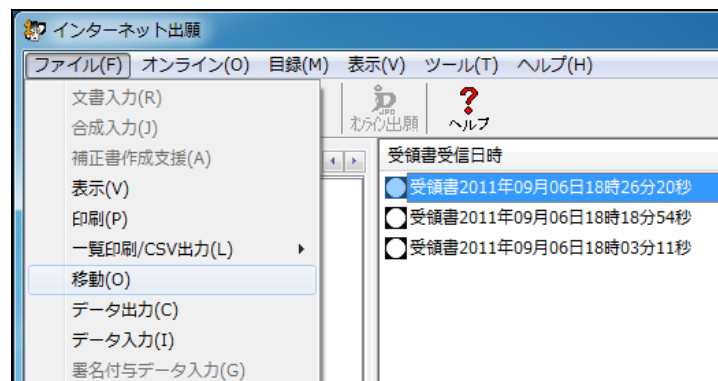 インターネット出願
ファイル(F) オンライン(O) 目録(M) 表示(V) ツール(T) ヘルプ(H)
文書入力(R)
合成入力(J)
補正書作成支援(A)
表示(V)
印刷(P)
一覧印刷/CSV出力(L)
移動(O)
データ出力(C)
データ入力(I)
署名付与データ入力(G)
JPO
オンライン出願
ヘルプ
受領書受信日時
受領書2011年09月06日18時26分20秒
受領書2011年09月06日18時18分54秒
受領書2011年09月06日18時03分11秒